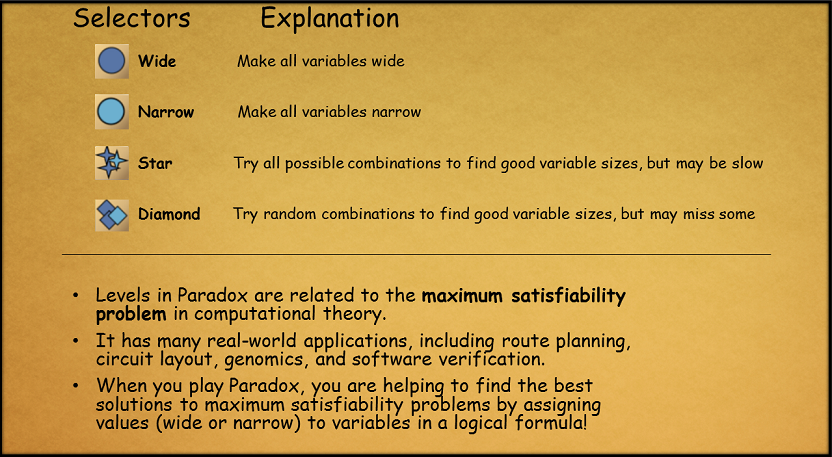 Selectors Explanation
Wide Make all variables wide
Narrow Make all variables narrow
Star Try all possible combinations to find good variable sizes, but may be slow
Diamond Try random combinations to find good variable sizes, but may miss some
• Levels in Paradox are related to the maximum satisfiability
problem in computational theory.
• It has many real-world applications, including route planning,
circuit layout, genomics, and software verification.
• When you play Paradox, you are helping to find the best
solutions to maximum satisfiability problems by assigning
values (wide or narrow) to variables in a logical formula!